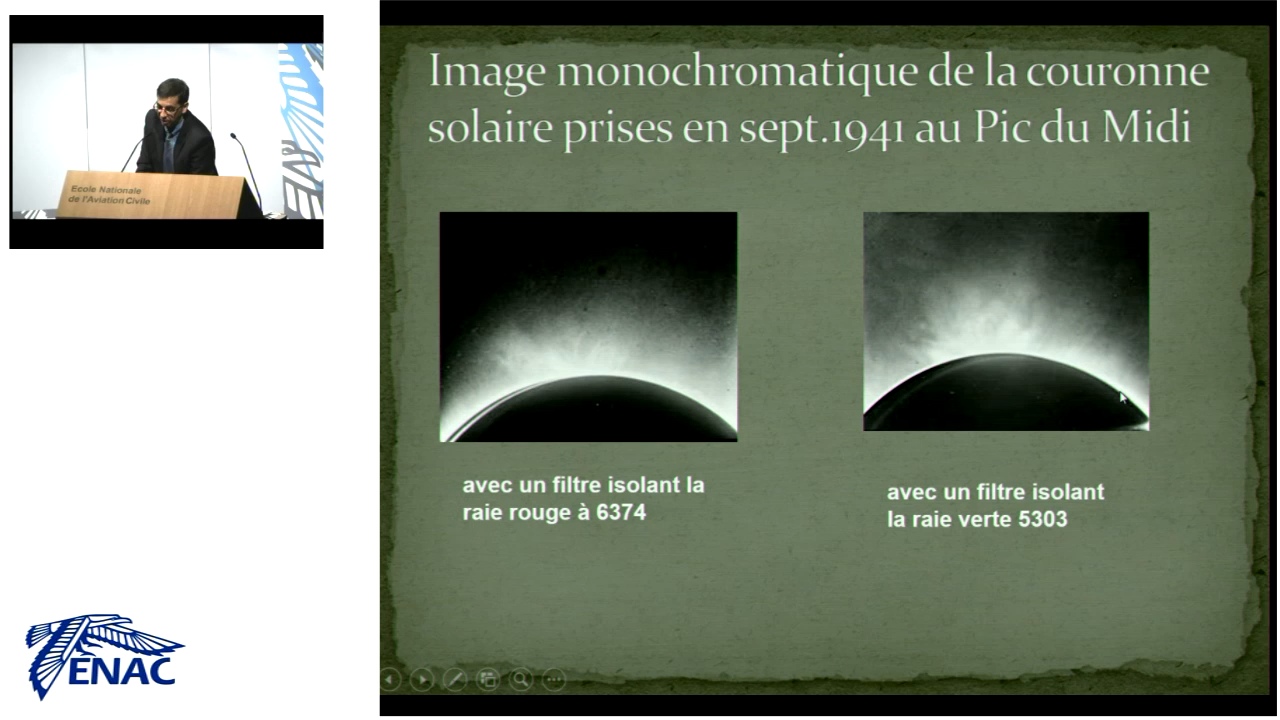 Image monochromatique de la couronne
solaire prises en sept.1941 au Pic du Midi
Ecole Nationale
de l'Aviation Civile
avec un filtre isolant la
raie rouge à 6374
avec un filtre isolant
la raie verte 5303
ENAC